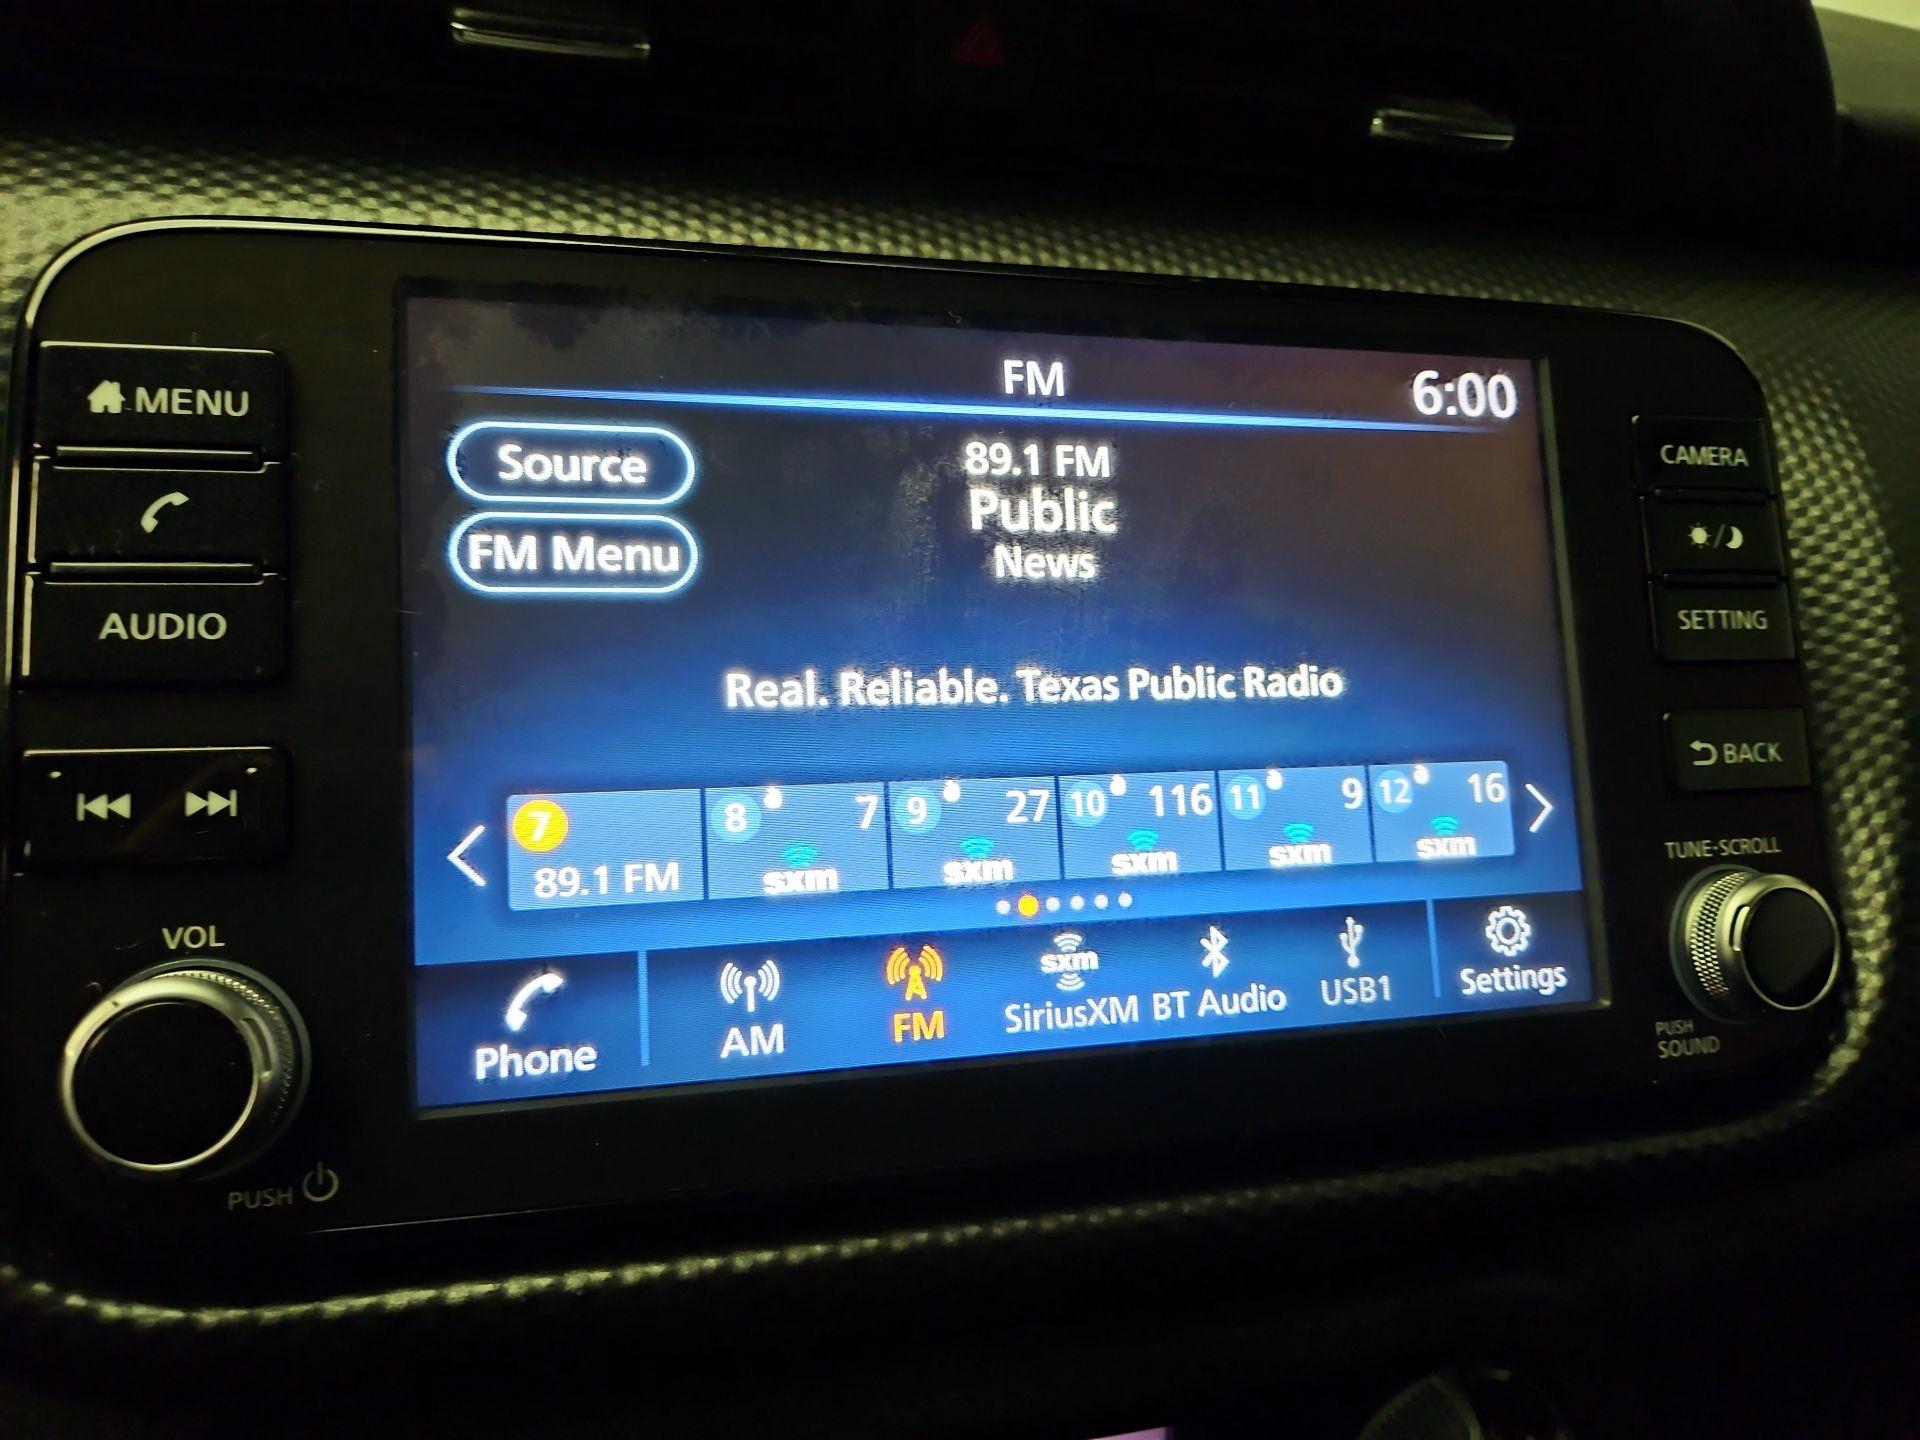 FM
6:00
MENU
Source
89.1 FM
Public
News
FM Menu
AUDIO
CAMERA
SETTING
BACK
Real. Reliable. Texas Public Radio
7
89.1 FM
8 7
sxm
9 27
sxm
10 116
sxm
11 9
sxm
12 16
sxm
VOL
PUSH
TUNE·SCROLL
PUSH
SOUND
Phone
AM
FM
sxm
SiriusXM
BT Audio
USB1
Settings